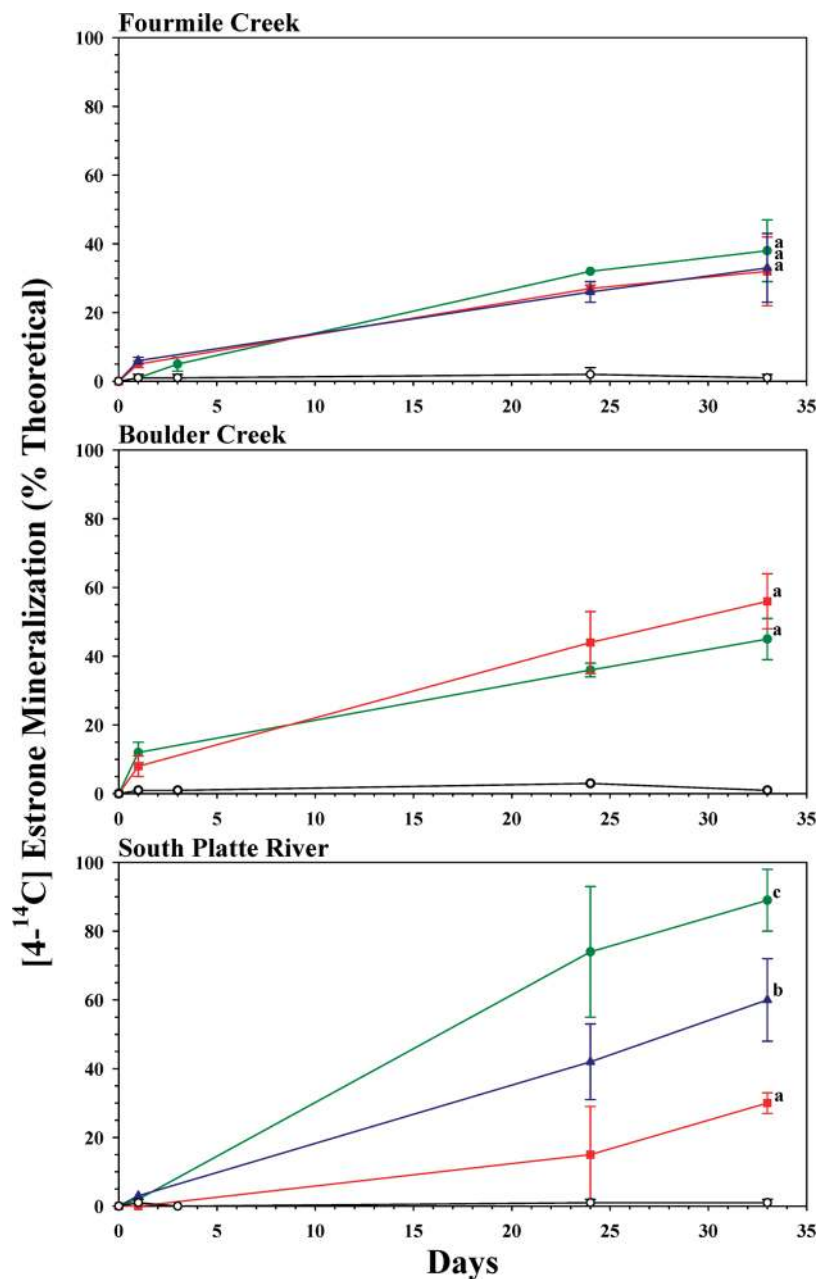 [4-¹⁴C] Estrone Mineralization (% Theoretical)
Fourmile Creek
100
80
60
40
20
0
a
a
a
0 5 10 15 20 25 30 35
Boulder Creek
100
80
60
40
20
0
a
a
0 5 10 15 20 25 30 35
South Platte River
100
80
60
40
20
0
c
b
a
0 5 10 15 20 25 30 35
Days